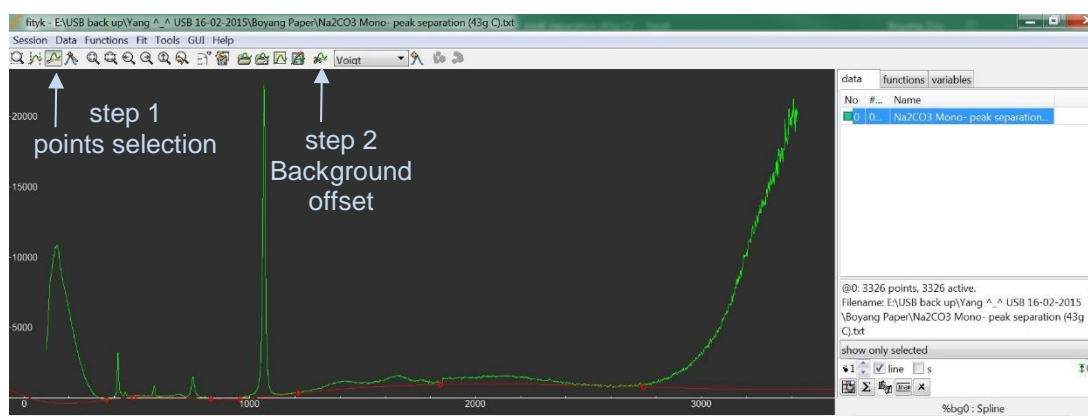 fityk - E:\USB back up\Yang ^_^ USB 16-02-2015\Boyang Paper\Na2CO3 Mono- peak separation (43g C).txt
Session Data Functions Fit Tools GUI Help
Voigt
step 1
points selection
step 2
Background
offset
20000
15000
10000
5000
0
1000
2000
3000
data functions variables
No #... Name
0 0... Na2CO3 Mono- peak separation...
@0: 3326 points, 3326 active.
Filename: E:\USB back up\Yang ^_^ USB 16-02-2015
\Boyang Paper\Na2CO3 Mono- peak separation (43g
C).txt
show only selected
1 line s
%bg0 : Spline